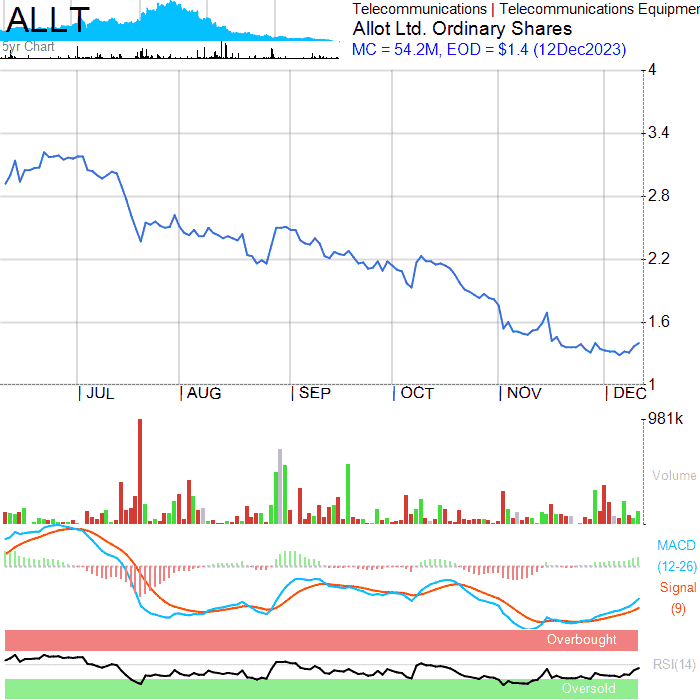 ALLT
5yr Chart
Telecommunications | Telecommunications Equipmen
Allot Ltd. Ordinary Shares
MC = 54.2M, EOD = $1.4 (12Dec2023)
4
3.4
2.8
2.2
1.6
1
JUL
AUG
SEP
OCT
NOV
DEC
981k
Volume
MACD
(12-26)
Signal
(9)
Overbought
RSI(14)
Oversold